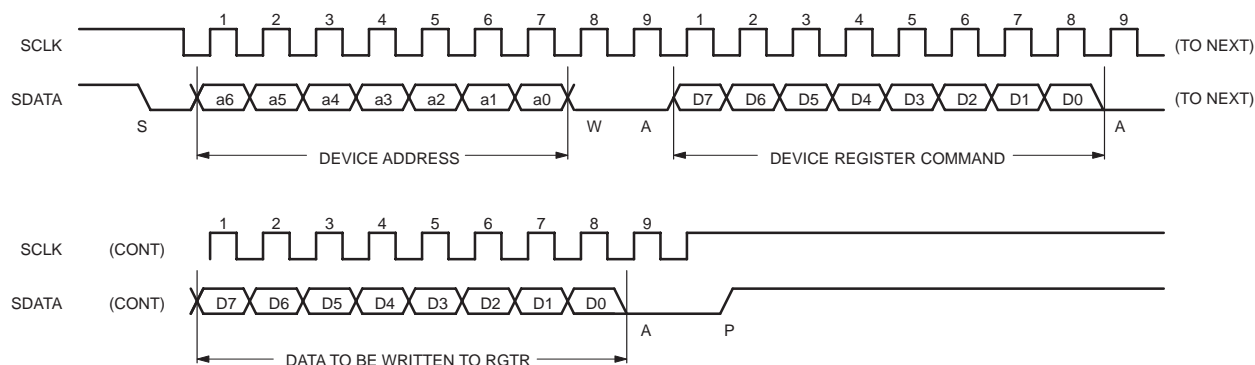 1 2 3 4 5 6 7 8 9 1 2 3 4 5 6 7 8 9
SCLK (TO NEXT)
SDATA a6 a5 a4 a3 a2 a1 a0 D7 D6 D5 D4 D3 D2 D1 D0 (TO NEXT)
S W A A
DEVICE ADDRESS DEVICE REGISTER COMMAND
1 2 3 4 5 6 7 8 9
SCLK (CONT)
SDATA (CONT) D7 D6 D5 D4 D3 D2 D1 D0
A P
DATA TO BE WRITTEN TO RGTR